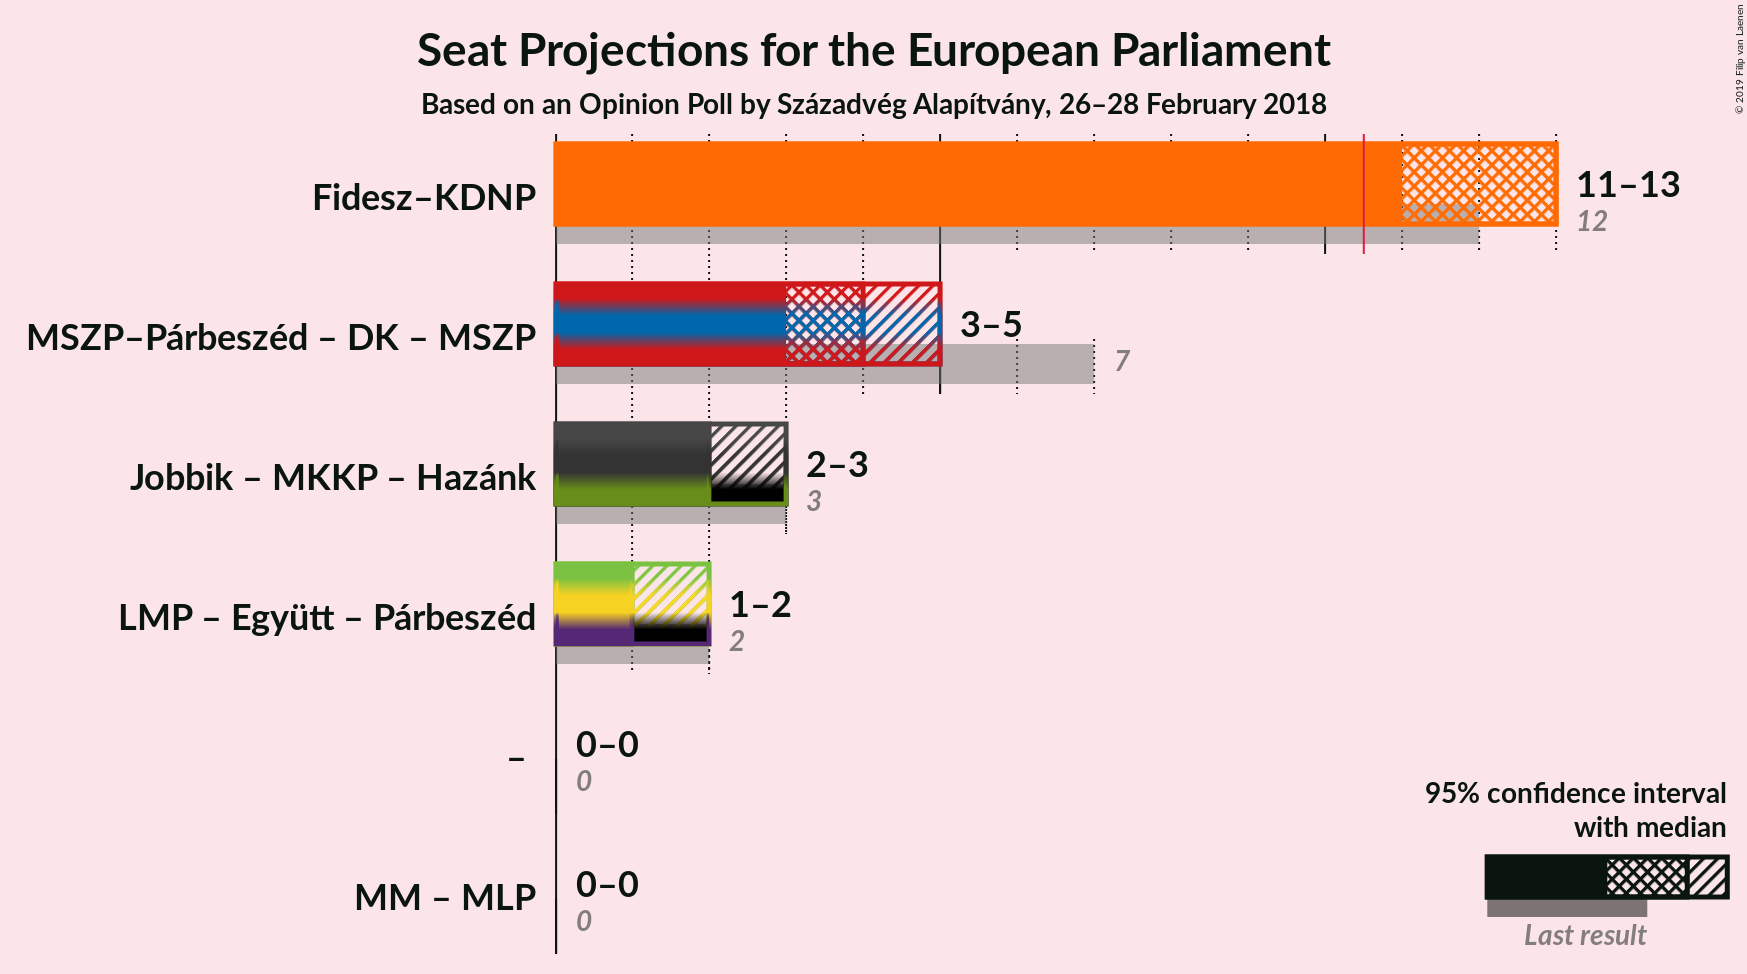 Seat Projections for the European Parliament
Based on an Opinion Poll by Századvég Alapítvány, 26–28 February 2018
© 2019 Filip van Laenen
Fidesz–KDNP
11–13
12
MSZP–Párbeszéd – DK – MSZP
3–5
7
Jobbik – MKKP – Hazánk
2–3
3
LMP – Együtt – Párbeszéd
1–2
2
–
0–0
0
MM – MLP
0–0
0
95% confidence interval
with median
Last result